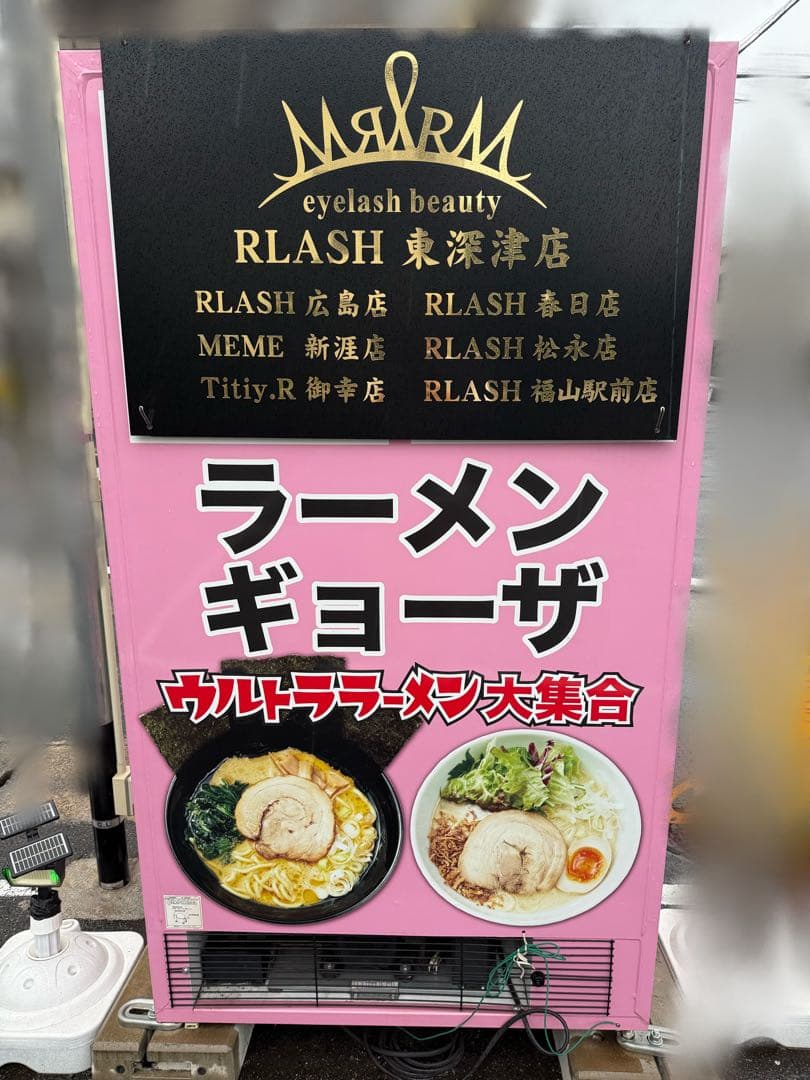 MRRM
eyelash beauty
RLASH 東深津店
RLASH 広島店 RLASH 春日店
MEME 新涯店 RLASH 松永店
Titiy.R 御幸店 RLASH 福山駅前店
ラーメン
ギョーザ
ウルトララーメン大集合